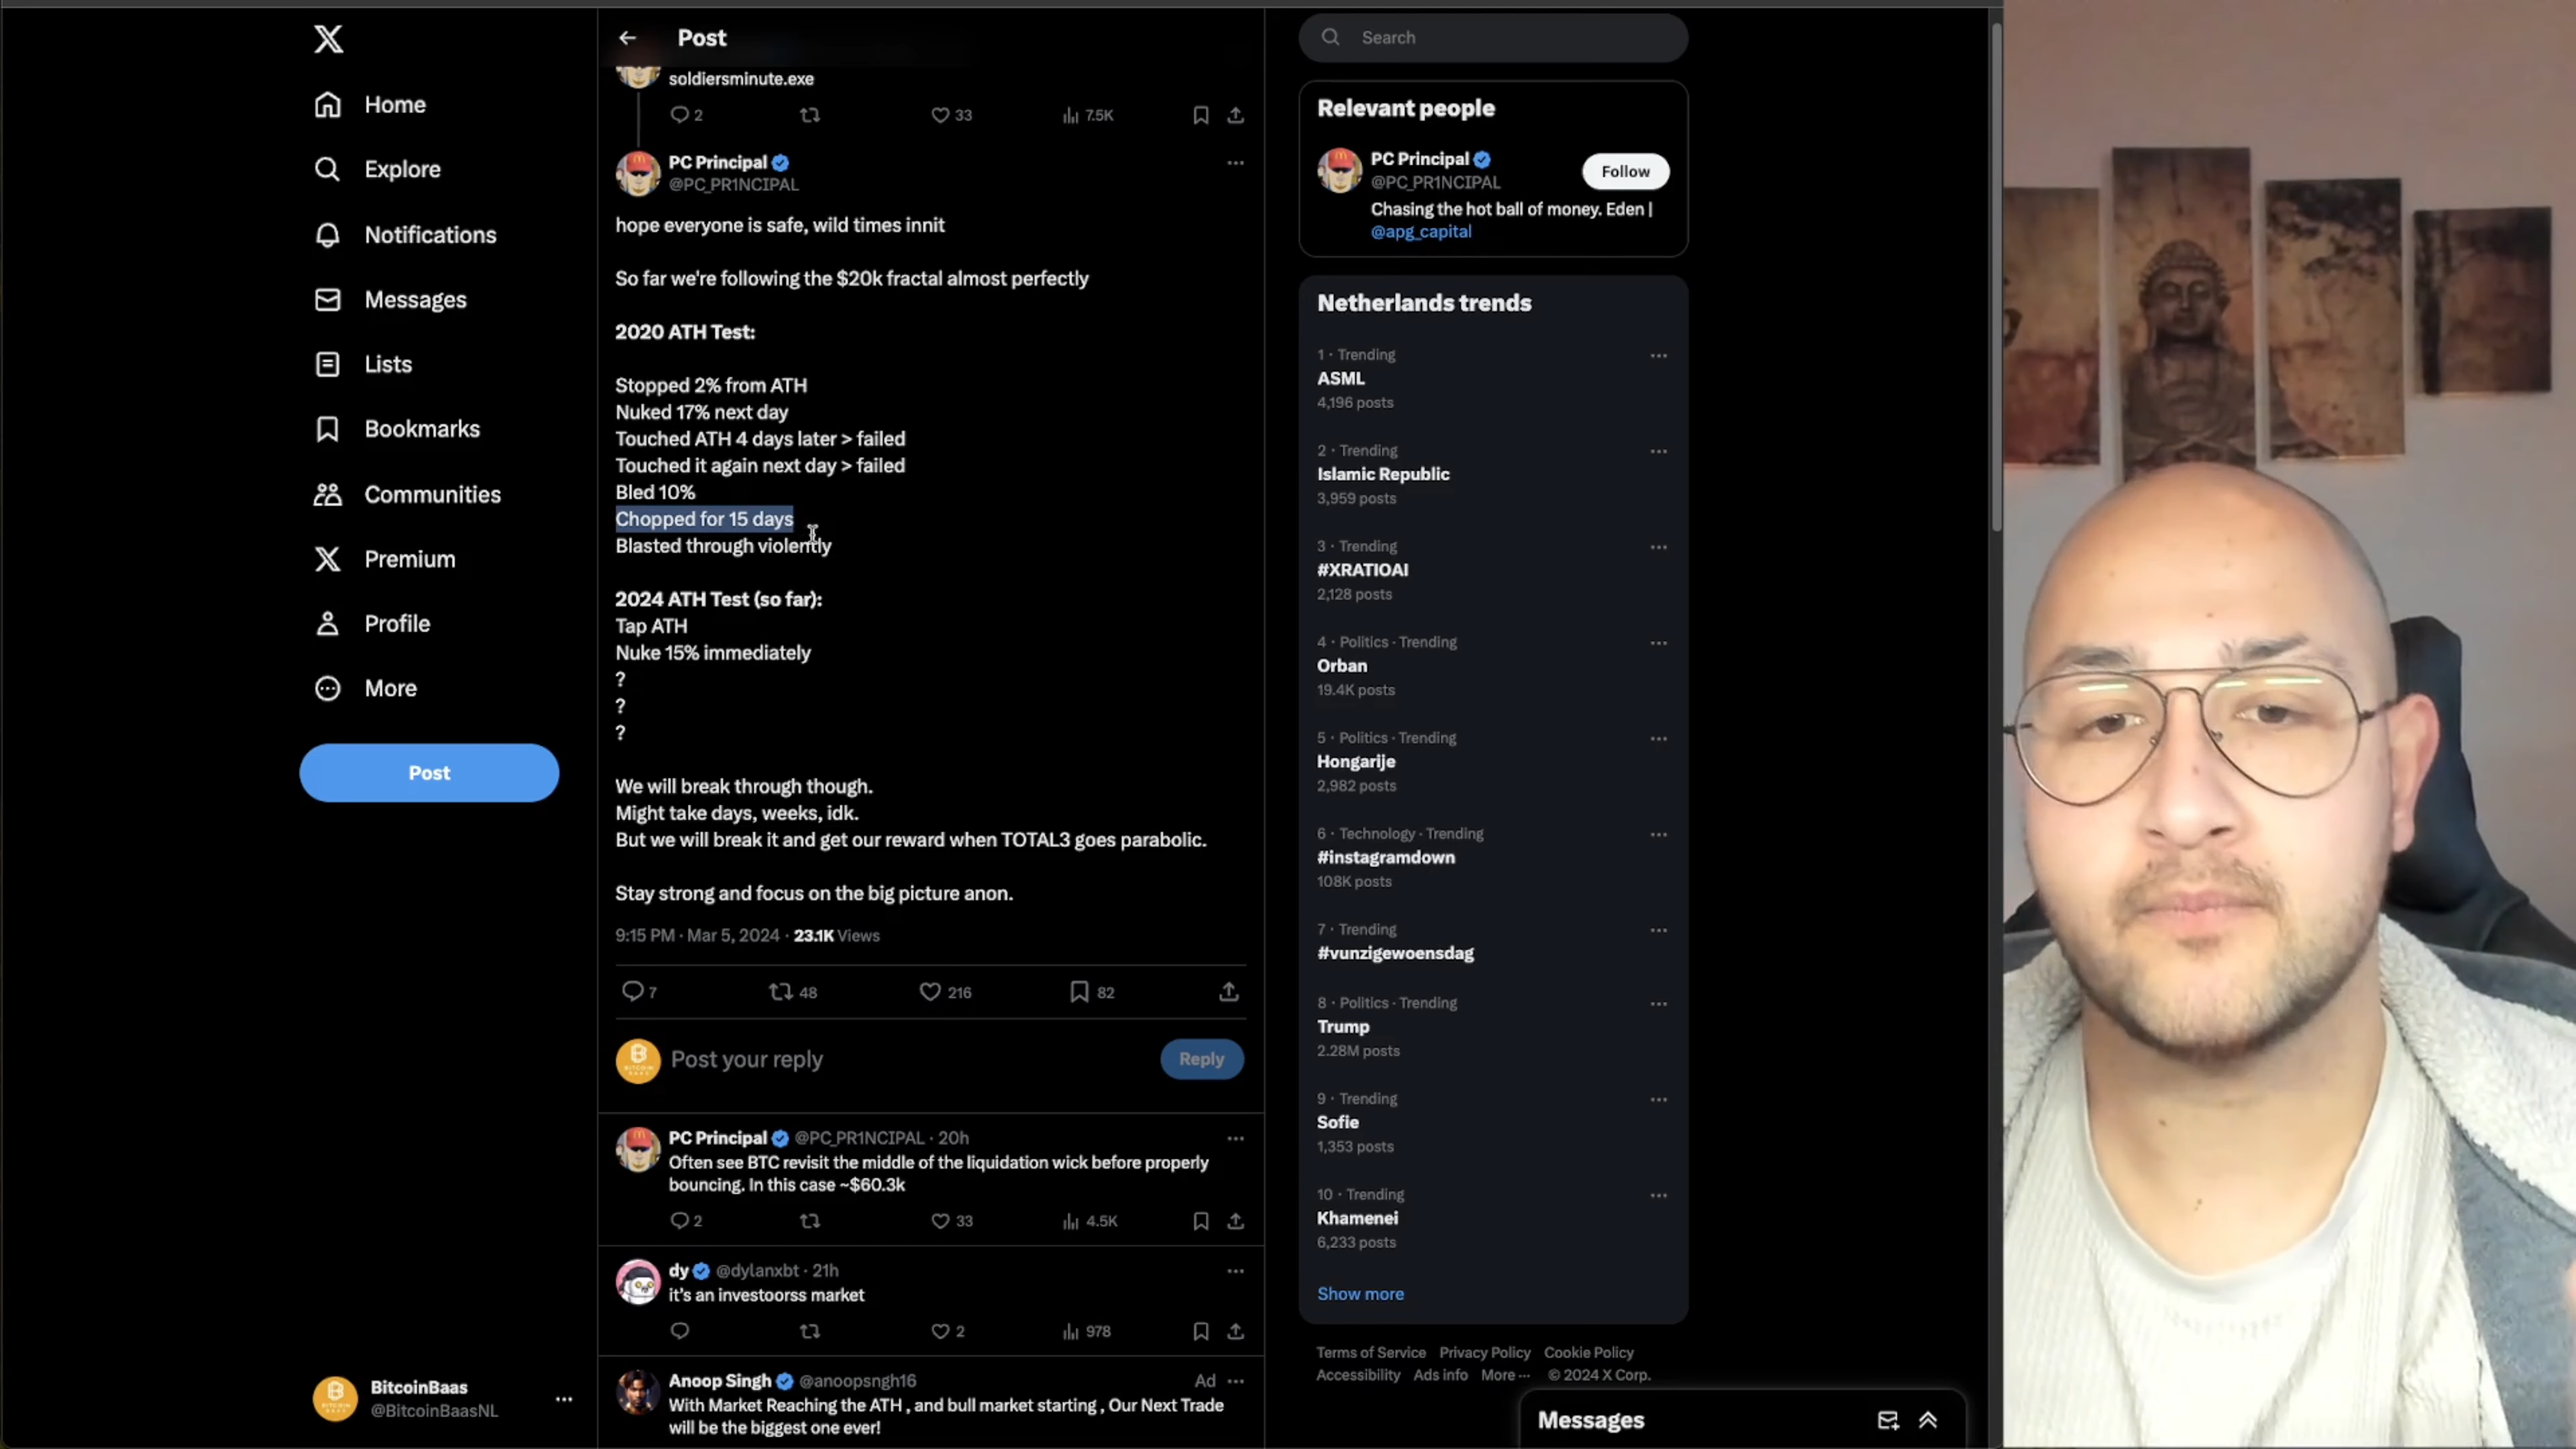 Home
Explore
Notifications
Messages
Lists
Bookmarks
Communities
Premium
Profile
More
Post
BitcoinBaas
@BitcoinBaasNL
Post
soldiersminute.exe
2 33 7.5K
PC Principal
@PC_PR1NCIPAL
hope everyone is safe, wild times innit
So far we're following the $20k fractal almost perfectly
2020 ATH Test:
Stopped 2% from ATH
Nuked 17% next day
Touched ATH 4 days later > failed
Touched it again next day > failed
Bled 10%
Chopped for 15 days
Blasted through violently
2024 ATH Test (so far):
Tap ATH
Nuke 15% immediately
?
?
?
We will break through though.
Might take days, weeks, idk.
But we will break it and get our reward when TOTAL3 goes parabolic.
Stay strong and focus on the big picture anon.
9:15 PM · Mar 5, 2024 · 23.1K Views
7 48 216 82
Post your reply
Reply
PC Principal @PC_PR1NCIPAL · 20h
Often see BTC revisit the middle of the liquidation wick before properly
bouncing. In this case ~$60.3k
2 33 4.5K
dy @dylanxbt · 21h
it's an investoorss market
2 978
Anoop Singh @anoopsngh16 Ad
With Market Reaching the ATH , and bull market starting , Our Next Trade
will be the biggest one ever!
Search
Relevant people
PC Principal
@PC_PR1NCIPAL
Follow
Chasing the hot ball of money. Eden |
@apg_capital
Netherlands trends
1 · Trending
ASML
4,196 posts
2 · Trending
Islamic Republic
3,959 posts
3 · Trending
#XRATIOAI
2,128 posts
4 · Politics · Trending
Orban
19.4K posts
5 · Politics · Trending
Hongarije
2,982 posts
6 · Technology · Trending
#instagramdown
108K posts
7 · Trending
#vunzigewoensdag
8 · Politics · Trending
Trump
2.28M posts
9 · Trending
Sofie
1,353 posts
10 · Trending
Khamenei
6,233 posts
Show more
Terms of Service Privacy Policy Cookie Policy
Accessibility Ads info More ··· © 2024 X Corp.
Messages